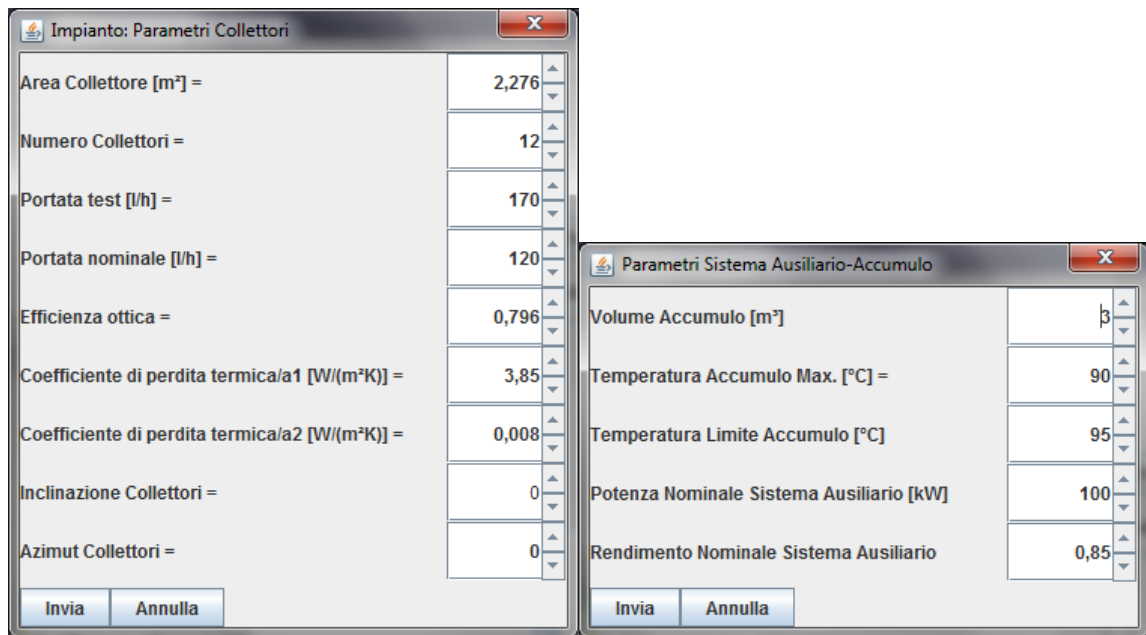 Impianto: Parametri Collettori
Area Collettore [m²] = 2,276
Numero Collettori = 12
Portata test [l/h] = 170
Portata nominale [l/h] = 120
Efficienza ottica = 0,796
Coefficiente di perdita termica/a1 [W/(m²K)] = 3,85
Coefficiente di perdita termica/a2 [W/(m²K)] = 0,008
Inclinazione Collettori = 0
Azimut Collettori = 0
Invia Annulla
Parametri Sistema Ausiliario-Accumulo
Volume Accumulo [m³] 3
Temperatura Accumulo Max. [°C] = 90
Temperatura Limite Accumulo [°C] 95
Potenza Nominale Sistema Ausiliario [kW] 100
Rendimento Nominale Sistema Ausiliario 0,85
Invia Annulla